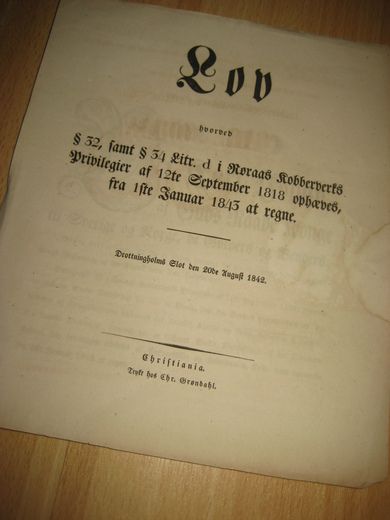 Lov
hvorved
§ 32, samt § 34 Litr. d i Røraas Kobberverks
Privilegier af 12te September 1818 ophæves,
fra 1ste Januar 1843 at regne.
Drottningholms Slot den 20de August 1842.
Christiania.
Trykt hos Chr. Grøndahl.